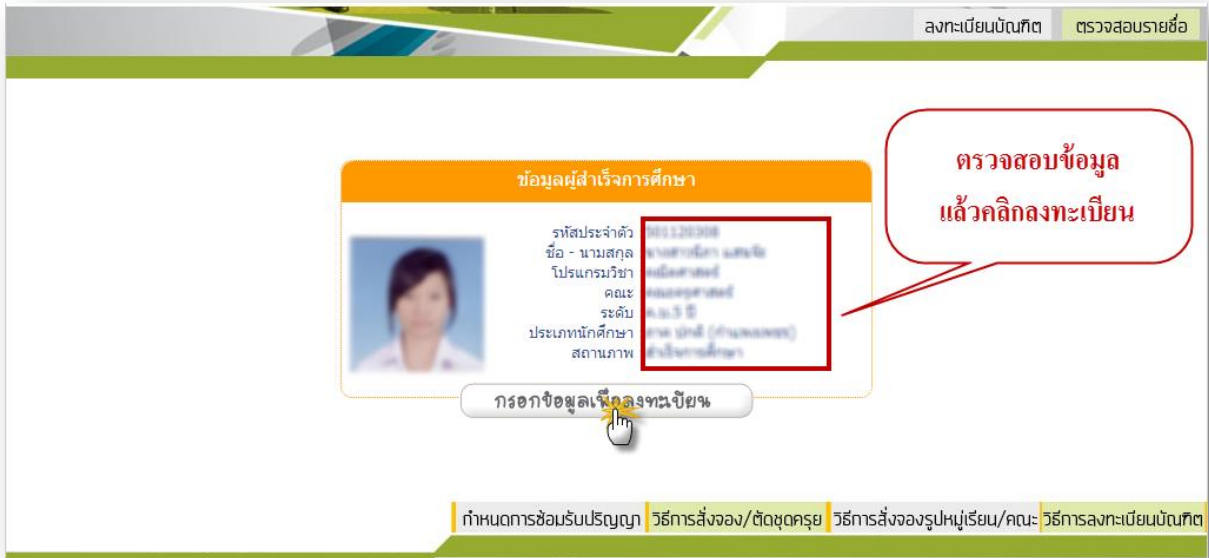 ลงทะเบียนบัณฑิต ตรวจสอบรายชื่อ
ตรวจสอบข้อมูล
แล้วคลิกลงทะเบียน
ข้อมูลผู้สำเร็จการศึกษา
รหัสประจำตัว
ชื่อ - นามสกุล
โปรแกรมวิชา
คณะ
ระดับ
ประเภทนักศึกษา
สถานภาพ
กรอกข้อมูลเพื่อลงทะเบียน
กำหนดการซ้อมรับปริญญา วิธีการสั่งจอง/ตัดชุดครุย วิธีการสั่งจองรูปหมู่เรียน/คณะ วิธีการลงทะเบียนบัณฑิต